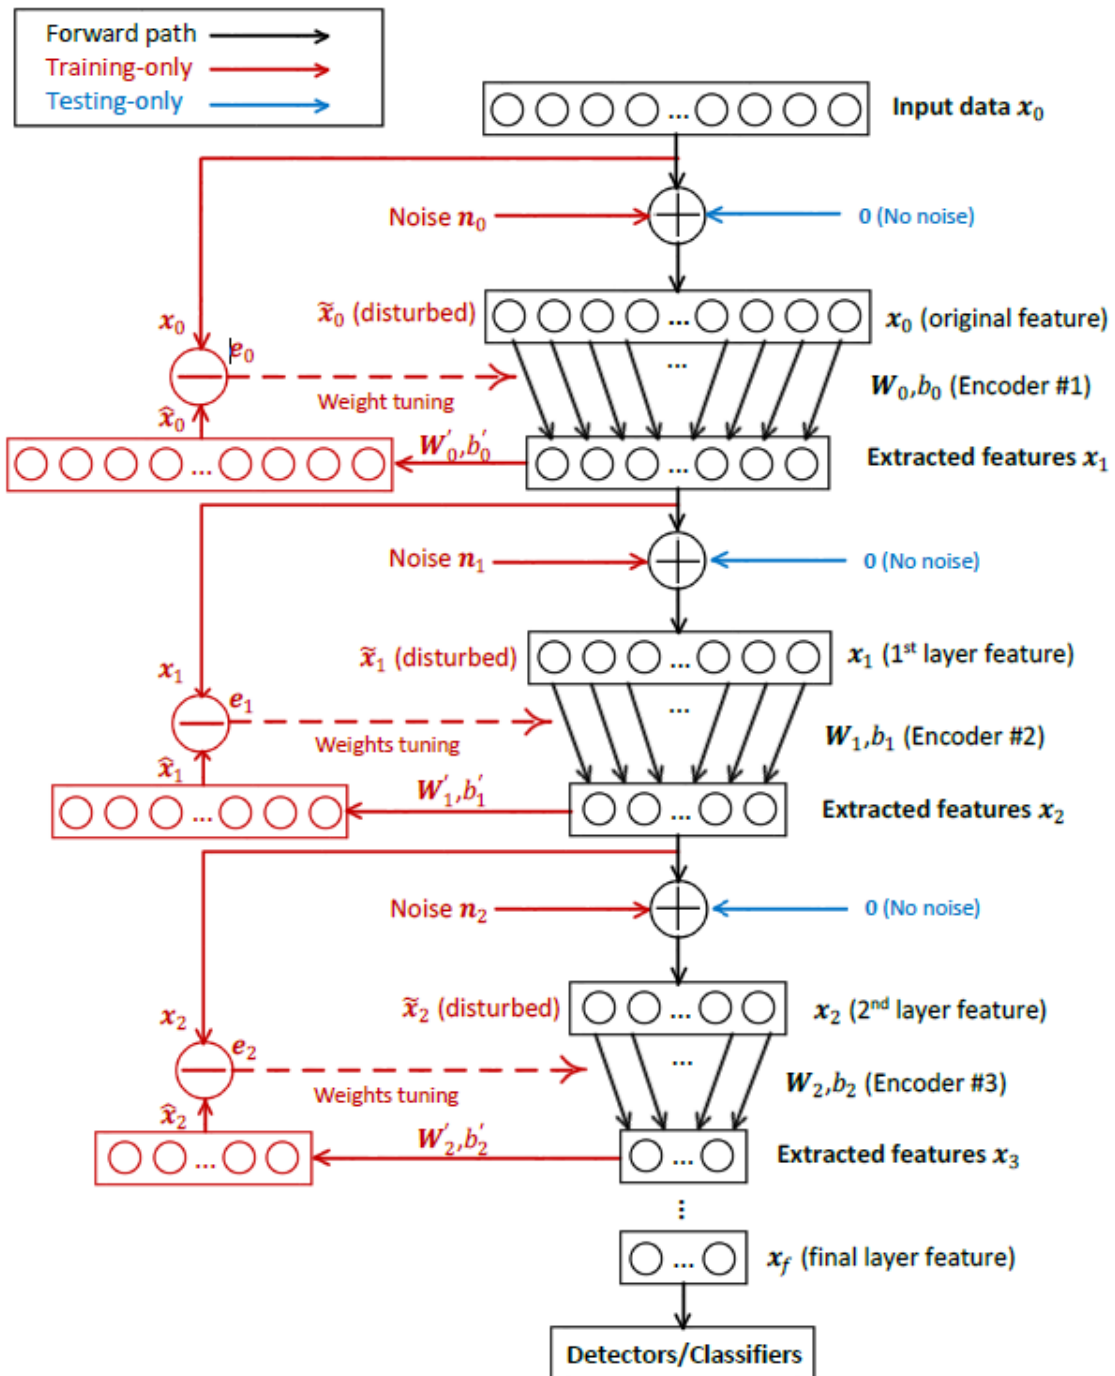 Forward path
Training-only
Testing-only
... Input data x₀
Noise n₀ 0 (No noise)
x̃₀ (disturbed) ... x₀ (original feature)
x₀
e₀ ...
Weight tuning W₀,b₀ (Encoder #1)
x̂₀
... W′₀,b′₀ ... Extracted features x₁
Noise n₁ 0 (No noise)
x̃₁ (disturbed) ... x₁ (1ˢᵗ layer feature)
x₁
e₁ ...
Weights tuning W₁,b₁ (Encoder #2)
x̂₁
... W′₁,b′₁ ... Extracted features x₂
Noise n₂ 0 (No noise)
x̃₂ (disturbed) ... x₂ (2ⁿᵈ layer feature)
x₂
e₂ ...
Weights tuning W₂,b₂ (Encoder #3)
x̂₂
... W′₂,b′₂ ... Extracted features x₃
⋮
... x_f (final layer feature)
Detectors/Classifiers